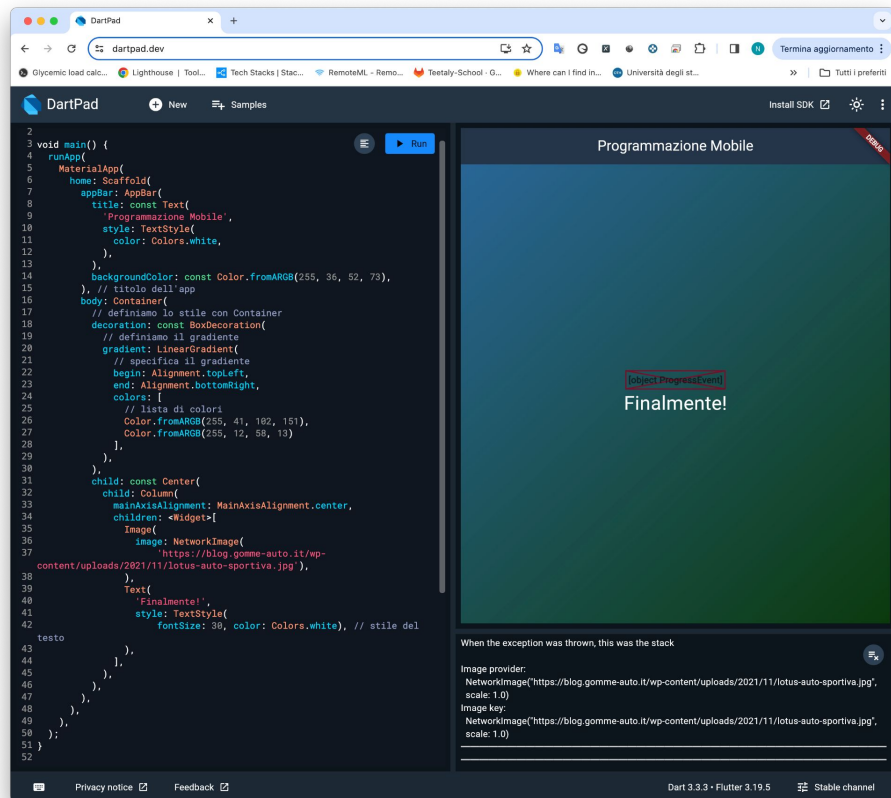 DartPad
dartpad.dev
Termina aggiornamento
Glycemic load calc...
Lighthouse | Tool...
Tech Stacks | Stac...
RemoteML - Remo...
Teetaly-School · G...
Where can I find in...
Università degli st...
Tutti i preferiti
DartPad
New
Samples
Install SDK
Run
2
3 void main() {
4 runApp(
5 MaterialApp(
6 home: Scaffold(
7 appBar: AppBar(
8 title: const Text(
9 'Programmazione Mobile',
10 style: TextStyle(
11 color: Colors.white,
12 ),
13 ),
14 backgroundColor: const Color.fromARGB(255, 36, 52, 73),
15 ), // titolo dell'app
16 body: Container(
17 // definiamo lo stile con Container
18 decoration: const BoxDecoration(
19 // definiamo il gradiente
20 gradient: LinearGradient(
21 // specifica il gradiente
22 begin: Alignment.topLeft,
23 end: Alignment.bottomRight,
24 colors: [
25 // lista di colori
26 Color.fromARGB(255, 41, 102, 151),
27 Color.fromARGB(255, 12, 58, 13)
28 ],
29 ),
30 ),
31 child: const Center(
32 child: Column(
33 mainAxisAlignment: MainAxisAlignment.center,
34 children: <Widget>[
35 Image(
36 image: NetworkImage(
37 'https://blog.gomme-auto.it/wp-
content/uploads/2021/11/lotus-auto-sportiva.jpg'),
38 ),
39 Text(
40 'Finalmente!',
41 style: TextStyle(
42 fontSize: 30, color: Colors.white), // stile del
testo
43 ),
44 ],
45 ),
46 ),
47 ),
48 ),
49 ),
50 );
51 }
52
Programmazione Mobile
DEBUG
[object ProgressEvent]
Finalmente!
When the exception was thrown, this was the stack
Image provider:
NetworkImage("https://blog.gomme-auto.it/wp-content/uploads/2021/11/lotus-auto-sportiva.jpg",
scale: 1.0)
Image key:
NetworkImage("https://blog.gomme-auto.it/wp-content/uploads/2021/11/lotus-auto-sportiva.jpg",
scale: 1.0)
Privacy notice
Feedback
Dart 3.3.3 • Flutter 3.19.5
Stable channel